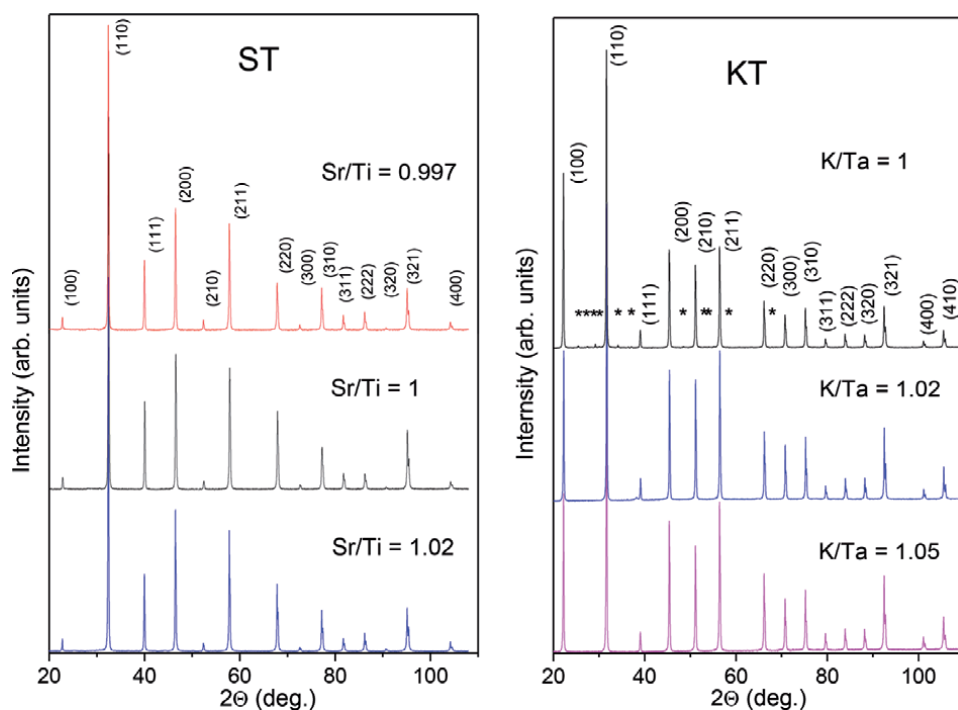 ST
(110)
Sr/Ti = 0.997
(200)
(211)
(111)
(100)
(210)
(220)
(300)
(310)
(311)
(222)
(320)
(321)
(400)
Sr/Ti = 1
Sr/Ti = 1.02
Intensity (arb. units)
20 40 60 80 100
2Θ (deg.)
KT
(110)
K/Ta = 1
(100)
(200)
(210)
(211)
**** * * * ** * *
(111)
(220)
(300)
(310)
(311)
(222)
(320)
(321)
(400)
(410)
K/Ta = 1.02
K/Ta = 1.05
Intensity (arb. units)
20 40 60 80 100
2Θ (deg.)